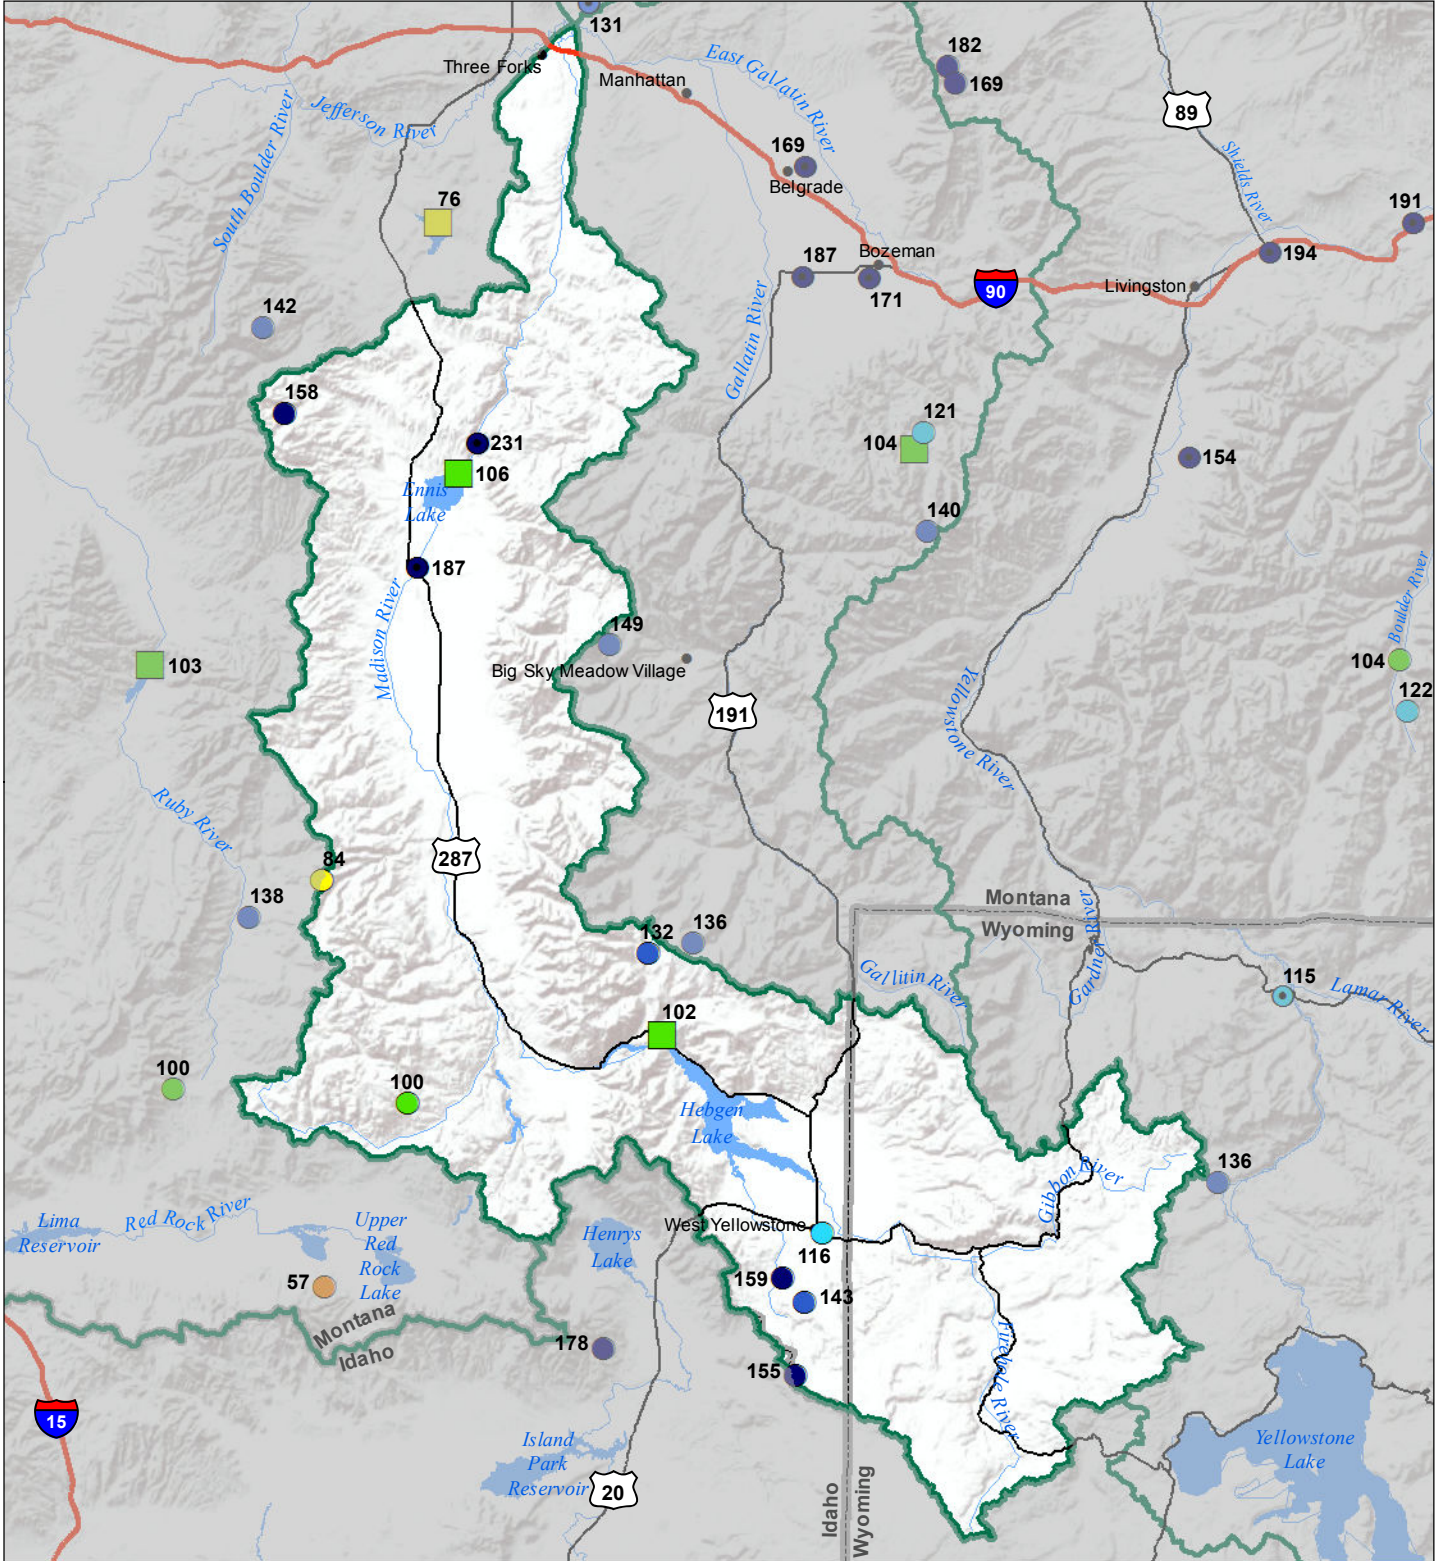 131
182
Three Forks
East Gallatin River
169
Manhattan
Jefferson River
89
South Boulder River
169
Belgrade
Shields River
76
191
187
Bozeman
194
171
90
Livingston
142
Gallatin River
158
121
231
104
106
154
Ennis
Lake
140
187
Boulder River
Madison River
149
104
103
Big Sky Meadow Village
122
191
Yellowstone River
Ruby River
84
287
138
Montana
132
136
Wyoming
Gardner River
Gallitin River
115
Lamar River
102
100
100
Hebgen
Lake
136
Gibbon River
Lima
Reservoir
Red Rock River
Upper
Red
Rock
Lake
Henrys
Lake
West Yellowstone
116
57
159
143
Montana
Idaho
178
Firehole River
155
15
Island
Park
Reservoir
20
Yellowstone
Lake
Idaho
Wyoming